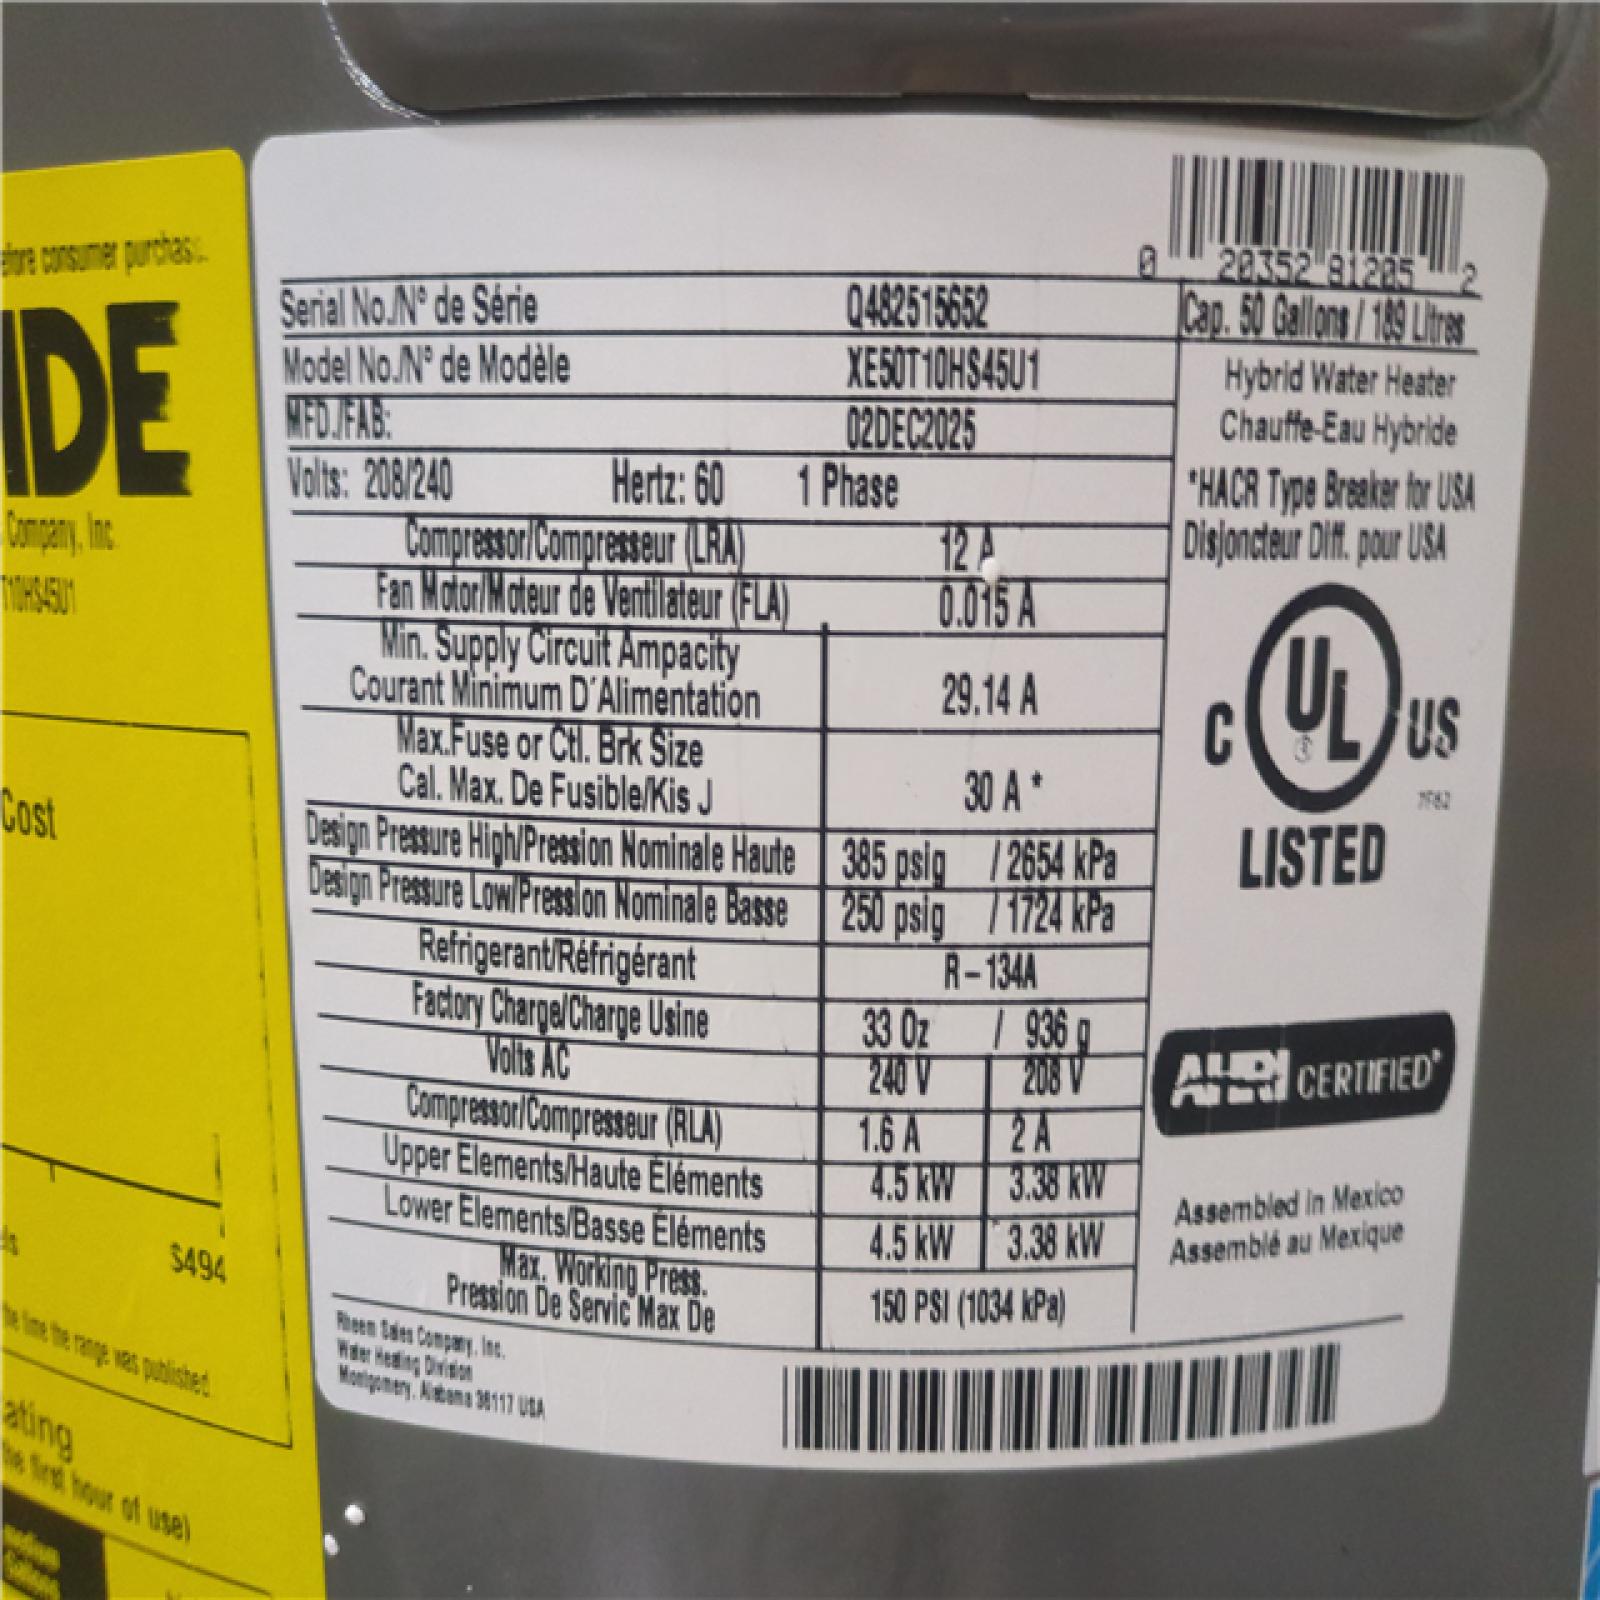 before consumer purchas
IDE
Company, Inc.
T10HS45U1
Cost
els
$494
the time the range was published.
ating
the first hour of use)
0 20352 81205 2
Serial No./N° de Série Q482515652
Cap. 50 Gallons / 189 Litres
Model No./N° de Modèle XE50T10HS45U1
Hybrid Water Heater
MFD./FAB: 02DEC2025
Chauffe-Eau Hybride
Volts: 208/240 Hertz: 60 1 Phase
*HACR Type Breaker for USA
Disjoncteur Diff. pour USA
Compressor/Compresseur (LRA) 12 A
Fan Motor/Moteur de Ventilateur (FLA) 0.015 A
Min. Supply Circuit Ampacity
Courant Minimum D'Alimentation 29.14 A
Max.Fuse or Ctl. Brk Size
Cal. Max. De Fusible/Kis J 30 A *
C UL US
7F62
LISTED
Design Pressure High/Pression Nominale Haute 385 psig / 2654 kPa
Design Pressure Low/Pression Nominale Basse 250 psig / 1724 kPa
Refrigerant/Réfrigérant R-134A
Factory Charge/Charge Usine 33 Oz / 936 g
Volts AC 240 V 208 V
AHRI CERTIFIED
Compressor/Compresseur (RLA) 1.6 A 2 A
Upper Elements/Haute Éléments 4.5 kW 3.38 kW
Lower Elements/Basse Éléments 4.5 kW 3.38 kW
Assembled in Mexico
Assemblé au Mexique
Max. Working Press.
Pression De Servic Max De 150 PSI (1034 kPa)
Rheem Sales Company, Inc.
Water Heating Division
Montgomery, Alabama 36117 USA